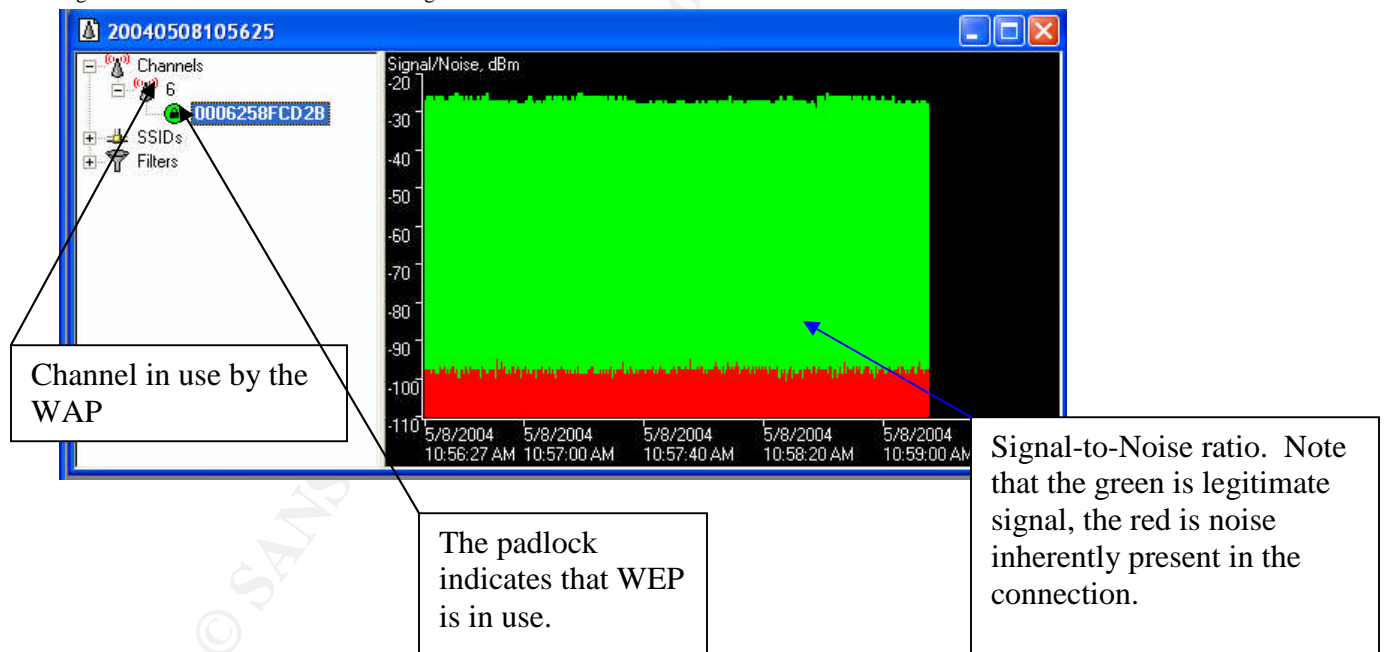 20040508105625
Channels
6
0006258FCD2B
SSIDs
Filters
Signal/Noise, dBm
-20
-30
-40
-50
-60
-70
-80
-90
-100
-110
5/8/2004 5/8/2004 5/8/2004 5/8/2004 5/8/2004
10:56:27 AM 10:57:00 AM 10:57:40 AM 10:58:20 AM 10:59:00 AM
Channel in use by the
WAP
The padlock
indicates that WEP
is in use.
Signal-to-Noise ratio. Note
that the green is legitimate
signal, the red is noise
inherently present in the
connection.
© SANS